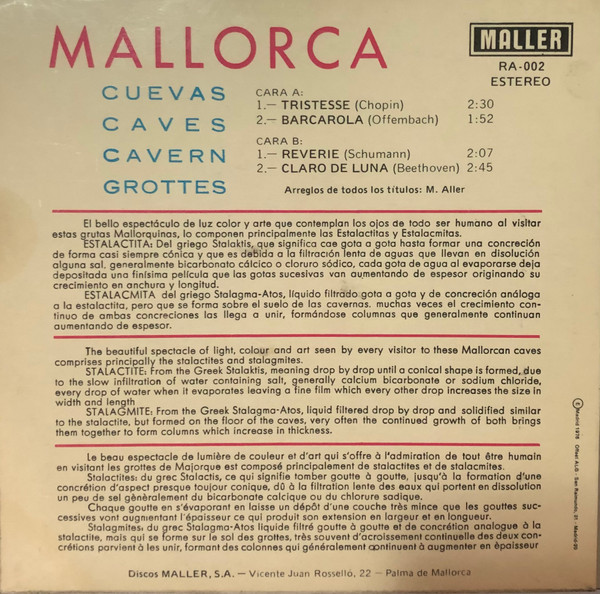 MALLORCA
MALLER
RA-002
ESTEREO
CUEVAS
CAVES
CAVERN
GROTTES
CARA A:
1.— TRISTESSE (Chopin) 2:30
2.— BARCAROLA (Offembach) 1:52
CARA B:
1.— REVERIE (Schumann) 2:07
2.— CLARO DE LUNA (Beethoven) 2:45
Arreglos de todos los títulos: M. Aller
El bello espectáculo de luz color y arte que contemplan los ojos de todo ser humano al visitar
estas grutas Mallorquinas, lo componen principalmente las Estalactitas y Estalacmitas.
ESTALACTITA: Del griego Stalaktis, que significa cae gota a gota hasta formar una concreción
de forma casi siempre cónica y que es debida a la filtración lenta de aguas que llevan en disolución
alguna sal. generalmente bicarbonato cálcico o cloruro sódico, cada gota de agua al evaporarse deja
depositada una finísima película que las gotas sucesivas van aumentando de espesor originando su
crecimiento en anchura y longitud.
ESTALACMITA del griego Stalagma-Atos, líquido filtrado gota a gota y de concreción análoga
a la estalactita, pero que se forma sobre el suelo de las cavernas. muchas veces el crecimiento con-
tinuo de ambas concreciones las llega a unir, formándose columnas que generalmente continuan
aumentando de espesor.
The beautiful spectacle of light, colour and art seen by every visitor to these Mallorcan caves
comprises principally the stalactites and stalagmites.
STALACTITE: From the Greek Stalaktis, meaning drop by drop until a conical shape is formed, due
to the slow infiltration of water containing salt, generally calcium bicarbonate or sodium chloride,
every drop of water when it evaporates leaving a fine film which every other drop increases the size in
width and length
STALAGMITE: From the Greek Stalagma-Atos, liquid filtered drop by drop and solidified similar
to the stalactite, but formed on the floor of the caves, very often the continued growth of both brings
them together to form columns which increase in thickness.
Le beau espectacle de lumière de couleur et d'art qui s'offre à l'admiration de tout être humain
en visitant les grottes de Majorque est composé principalement de stalactites et de stalacmites.
Stalactites: du grec Stalactis, ce qui signifie tomber goutte à goutte, jusqu'à la formation d'une
concrétion d'aspect presque toujour conique, dû à la filtration lente des eaux qui portent en dissolution
un peu de sel gènèralement du bicarbonate calcique ou du chlorure sadique.
Chaque goutte en s'évaporant en laisse un dépôt d'une couche très mince que les gouttes suc-
cessives vont augmentant l'épaisseur ce qui produit son extension en largeur et en longueur.
Stalagmites: du grec Stalagma-Atos líquide filtré goutte à goutte et de concrétion analogue à la
stalactite, mais qui se forme sur le sol des grottes, très souvent d'acroissement continuelle des deux con-
crétions parvient à les unir, formant des colonnes qui généralement continuent à augmenter en èpaisseur
Discos MALLER, S.A. — Vicente Juan Rosselló, 22 — Palma de Mallorca
Madrid 1976 Offset ALG - San Raimundo, 21 - Madrid-20